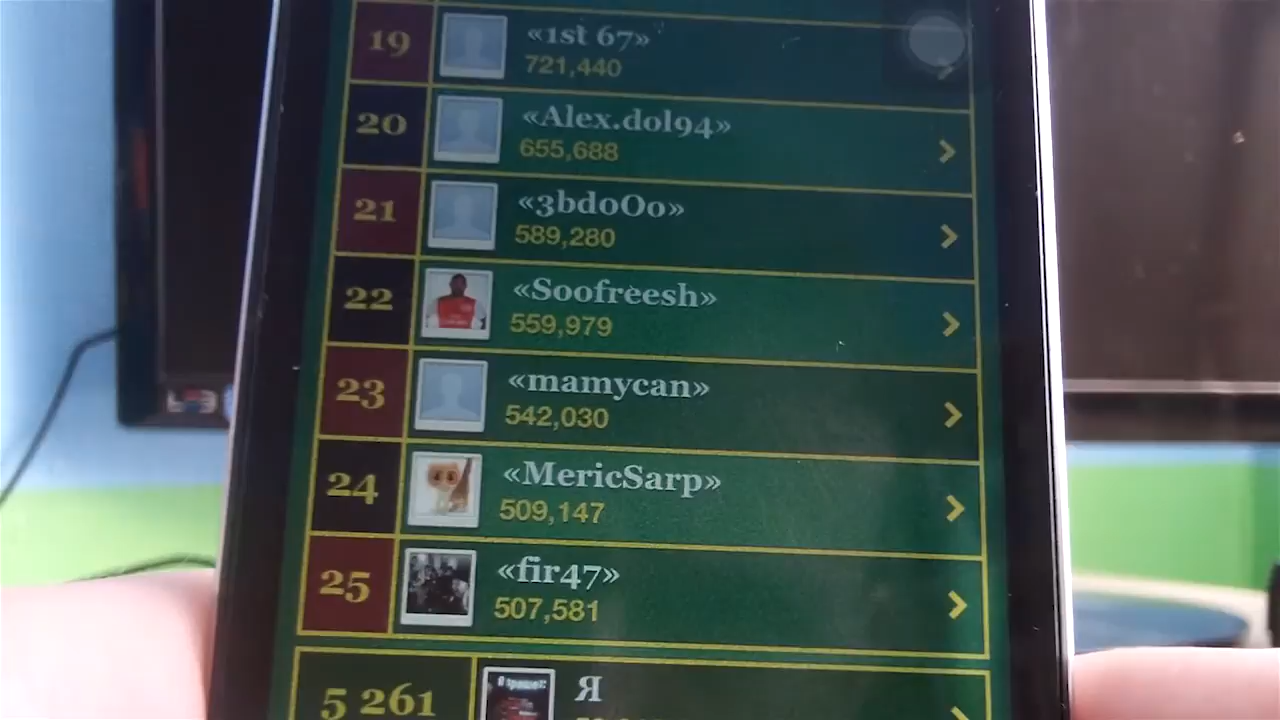 19
«1st 67»
721,440
20
«Alex.dol94»
655,688
21
«3bdoOo»
589,280
22
«Soofreesh»
559,979
23
«mamycan»
542,030
24
«MericSarp»
509,147
25
«fir47»
507,581
5 261
Я